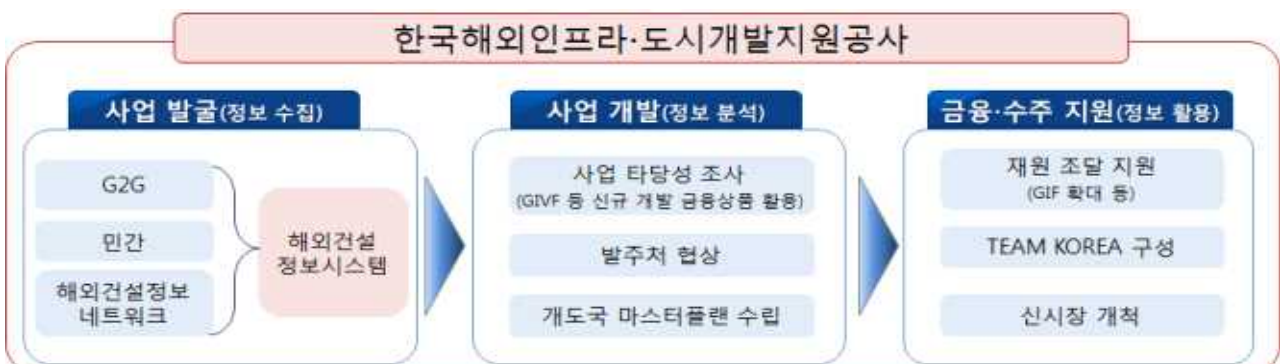 한국해외인프라·도시개발지원공사
사업 발굴(정보 수집)
G2G
민간
해외건설정보
네트워크
해외건설
정보시스템
사업 개발(정보 분석)
사업 타당성 조사
(GIVF 등 신규 개발 금융상품 활용)
발주처 협상
개도국 마스터플랜 수립
금융·수주 지원(정보 활용)
재원 조달 지원
(GIF 확대 등)
TEAM KOREA 구성
신시장 개척